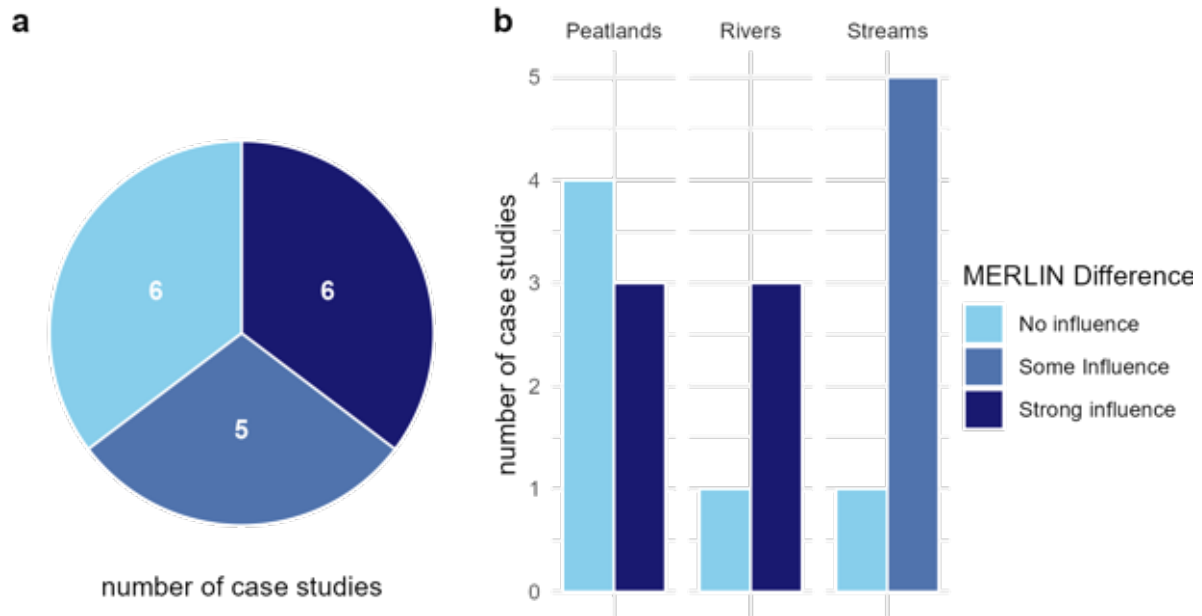 a
6
6
5
number of case studies
b
Peatlands
Rivers
Streams
number of case studies
5
4
3
2
1
0
MERLIN Difference
No influence
Some Influence
Strong influence